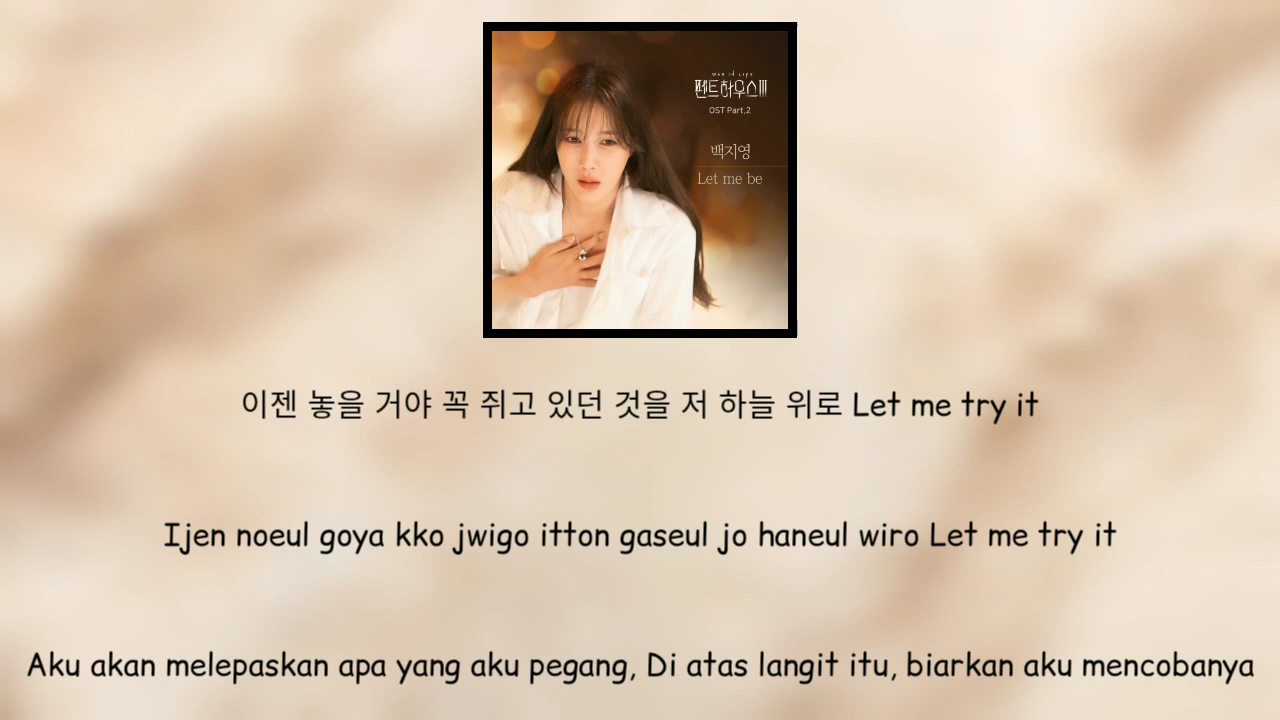 WAR IN LIFE
펜트하우스III
OST Part.2
백지영
Let me be
이젠 놓을 거야 꼭 쥐고 있던 것을 저 하늘 위로 Let me try it
Ijen noeul goya kko jwigo itton gaseul jo haneul wiro Let me try it
Aku akan melepaskan apa yang aku pegang, Di atas langit itu, biarkan aku mencobanya